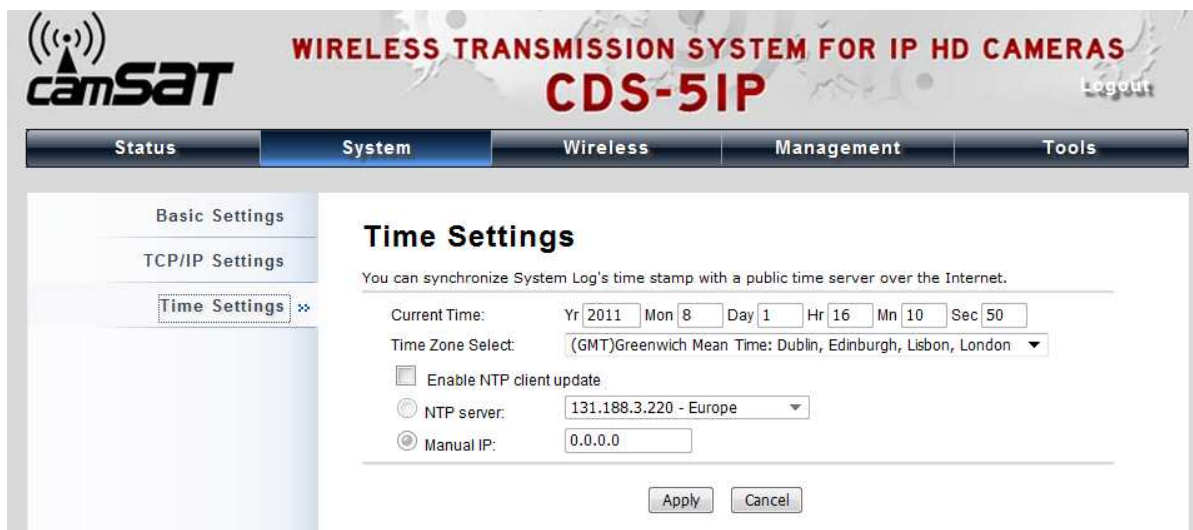 camSAT
WIRELESS TRANSMISSION SYSTEM FOR IP HD CAMERAS
CDS-5IP
Logout
Status System Wireless Management Tools
Basic Settings
TCP/IP Settings
Time Settings »
Time Settings
You can synchronize System Log's time stamp with a public time server over the Internet.
Current Time: Yr 2011 Mon 8 Day 1 Hr 16 Mn 10 Sec 50
Time Zone Select: (GMT)Greenwich Mean Time: Dublin, Edinburgh, Lisbon, London
Enable NTP client update
NTP server: 131.188.3.220 - Europe
Manual IP: 0.0.0.0
Apply Cancel